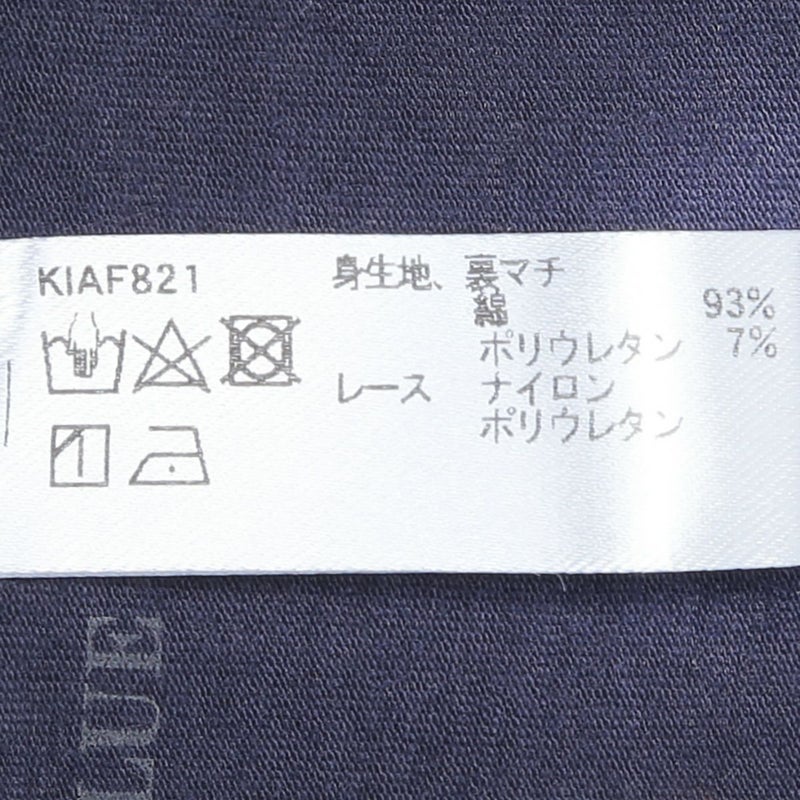 KIAF821
身生地、裏マチ
綿 93%
ポリウレタン 7%
レース ナイロン
ポリウレタン
LUE